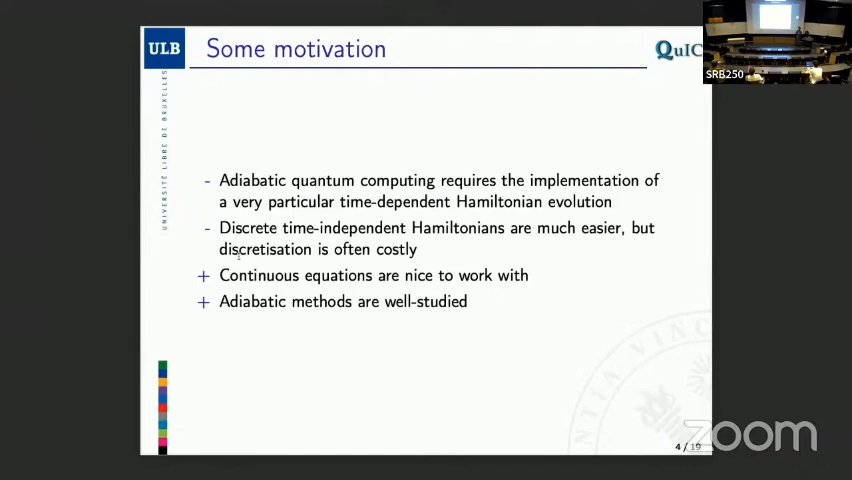 ULB
Some motivation
QuIC
SRB250
UNIVERSITÉ LIBRE DE BRUXELLES
- Adiabatic quantum computing requires the implementation of
a very particular time-dependent Hamiltonian evolution
- Discrete time-independent Hamiltonians are much easier, but
discretisation is often costly
+ Continuous equations are nice to work with
+ Adiabatic methods are well-studied
4 / 19
zoom